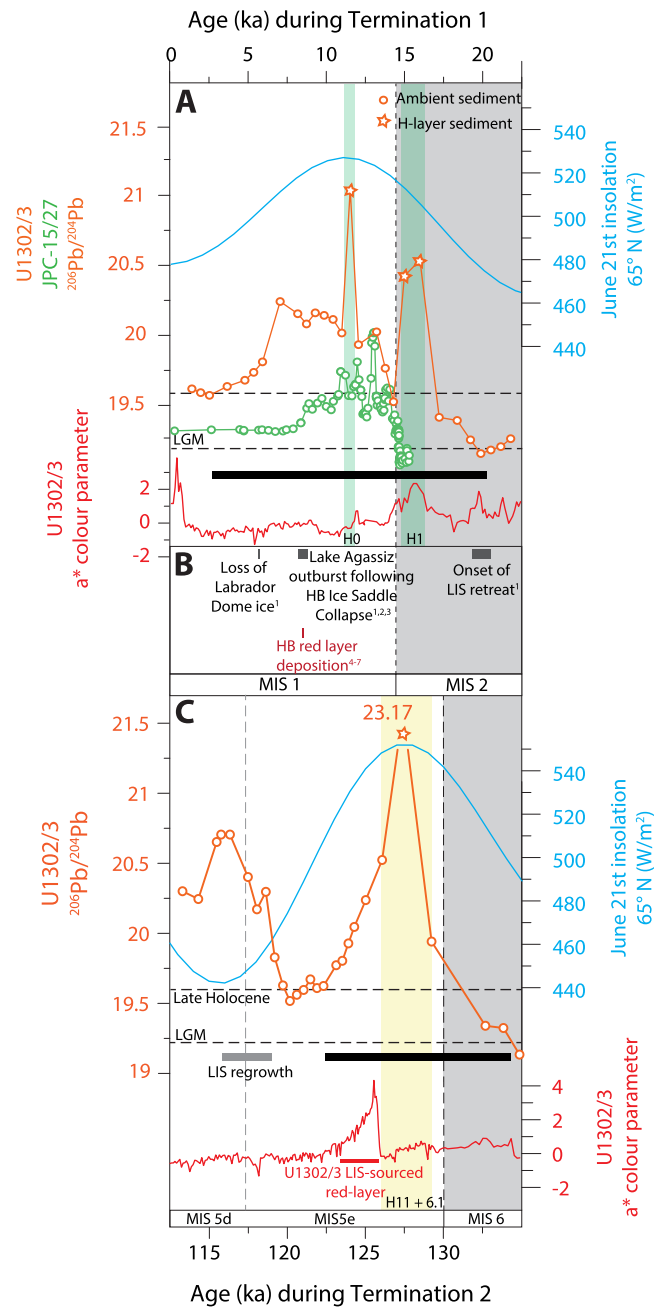 Age (ka) during Termination 1
0 5 10 15 20
A
Ambient sediment
H-layer sediment
21.5
21
20.5
20
19.5
U1302/3
JPC-15/27
²⁰⁶Pb/²⁰⁴Pb
540
520
500
480
460
440
June 21st insolation
65° N (W/m²)
LGM
2
0
-2
U1302/3
a* colour parameter
H0
H1
B
Loss of
Labrador
Dome ice¹
Lake Agassiz
outburst following
HB Ice Saddle
Collapse¹,²,³
Onset of
LIS retreat¹
HB red layer
deposition⁴⁻⁷
MIS 1
MIS 2
C
23.17
21.5
21
20.5
20
19.5
19
U1302/3
²⁰⁶Pb/²⁰⁴Pb
540
520
500
480
460
440
June 21st insolation
65° N (W/m²)
Late Holocene
LGM
LIS regrowth
4
2
0
-2
U1302/3
a* colour parameter
U1302/3 LIS-sourced
red-layer
H11 + 6.1
MIS 5d
MIS5e
MIS 6
115 120 125 130
Age (ka) during Termination 2